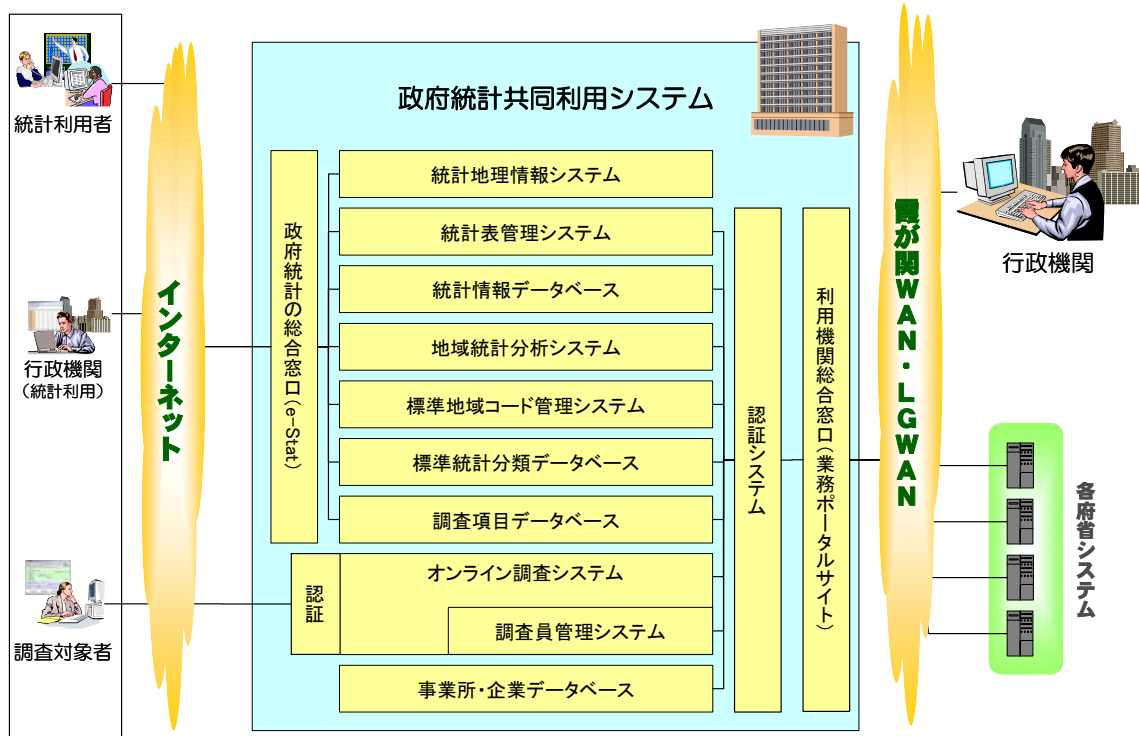 政府統計共同利用システム
統計利用者
行政機関
(統計利用)
調査対象者
インターネット
政府統計の総合窓口(e-Stat)
統計地理情報システム
統計表管理システム
統計情報データベース
地域統計分析システム
標準地域コード管理システム
標準統計分類データベース
調査項目データベース
認証
オンライン調査システム
調査員管理システム
事業所・企業データベース
認証システム
利用機関総合窓口(業務ポータルサイト)
霞が関WAN・LGWAN
行政機関
各府省システム